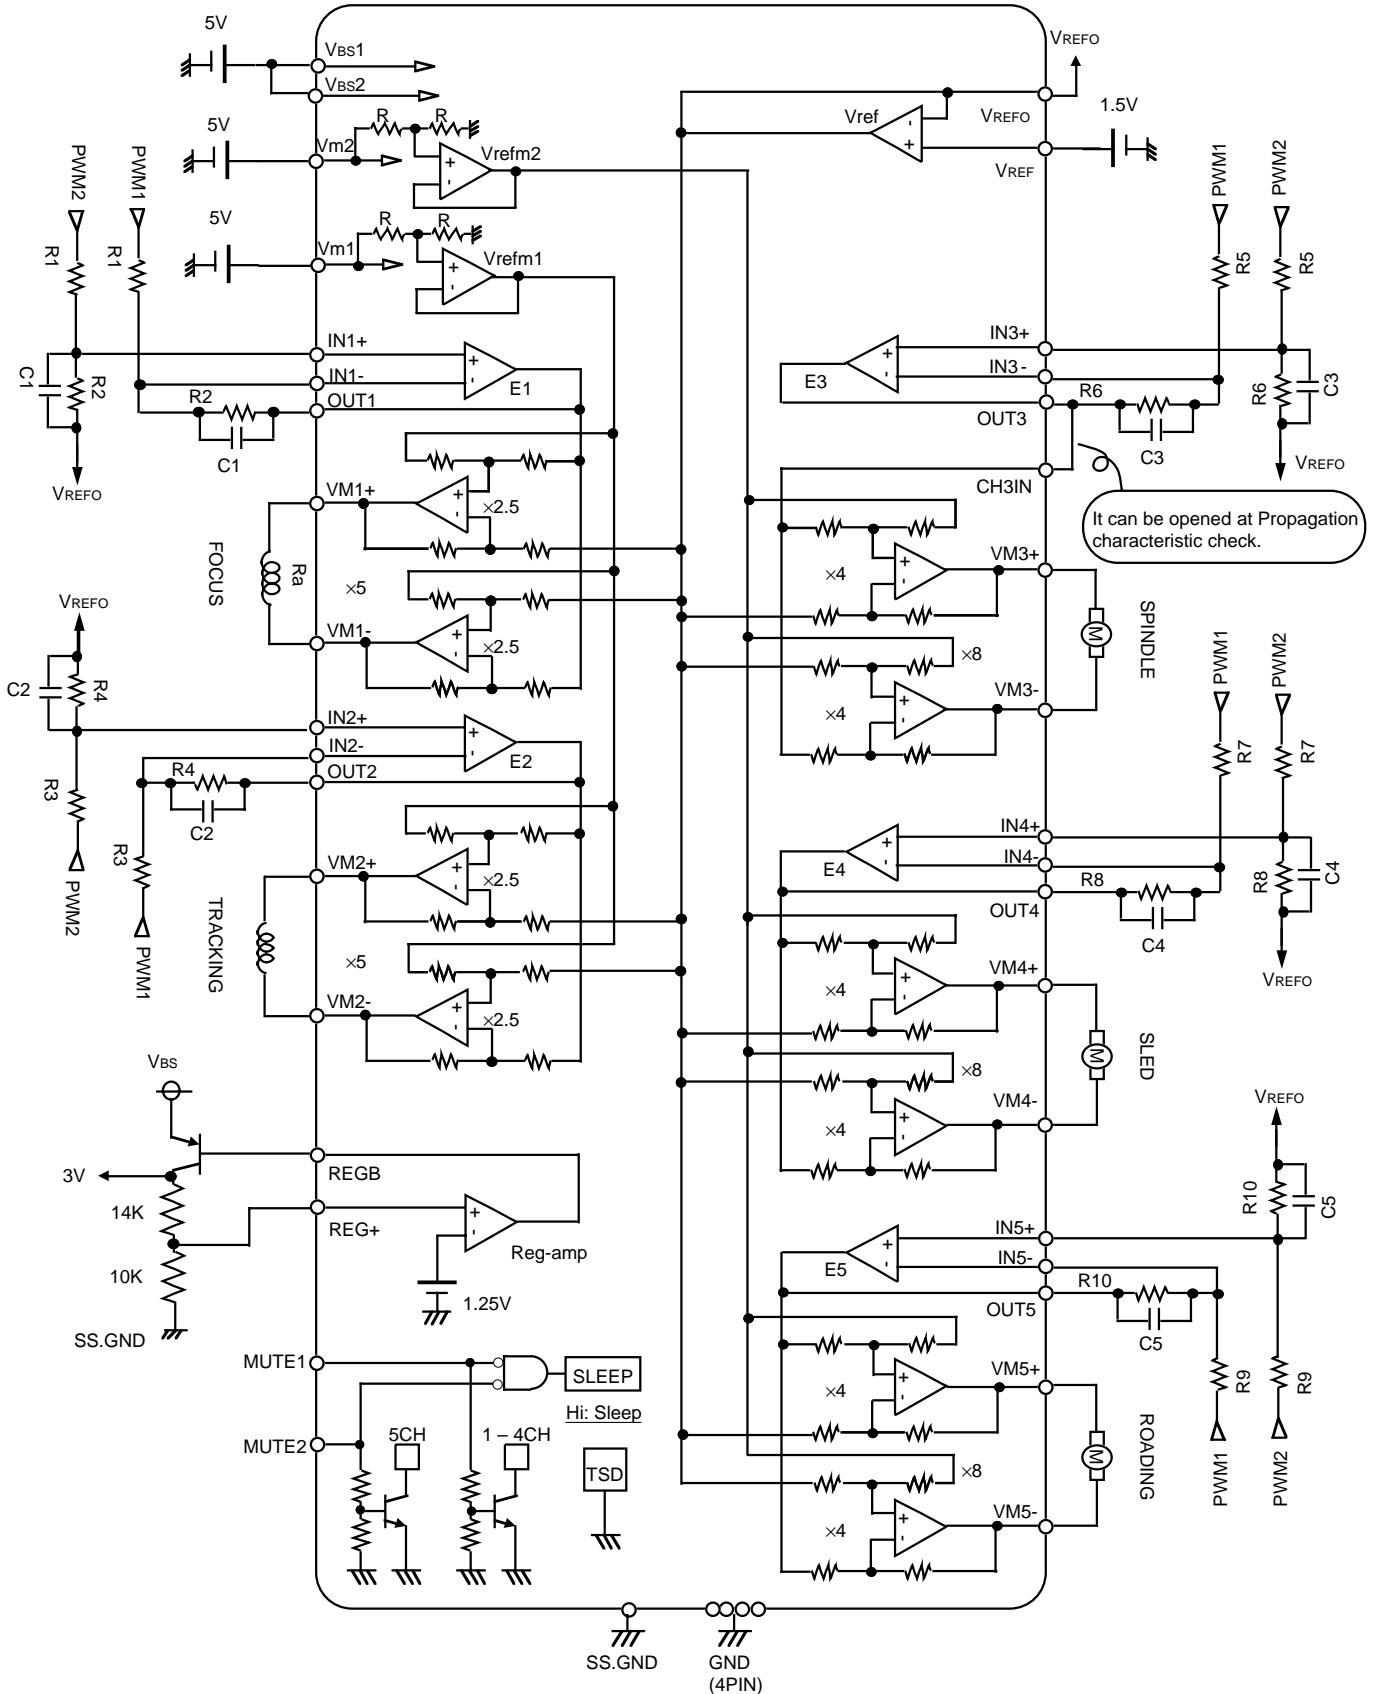 5V
VBS1
VBS2
5V
Vm2
R R
Vrefm2
5V
Vm1
R R
Vrefm1
PWM2
PWM1
R1
R1
IN1+
IN1-
OUT1
E1
C1
R2
R2
C1
VREFO
VM1+
×2.5
FOCUS
Ra
×5
VM1-
×2.5
VREFO
C2
R4
IN2+
IN2-
OUT2
E2
R4
C2
R3
R3
PWM2
PWM1
VM2+
×2.5
TRACKING
×5
VM2-
×2.5
VBS
3V
REGB
14K
REG+
10K
Reg-amp
1.25V
SS.GND
MUTE1
SLEEP
Hi: Sleep
MUTE2
5CH
1 – 4CH
TSD
SS.GND
GND
(4PIN)
VREFO
Vref
VREFO
1.5V
VREF
PWM1
PWM2
R5
R5
IN3+
IN3-
E3
OUT3
R6
C3
R6
C3
VREFO
CH3IN
It can be opened at Propagation
characteristic check.
VM3+
×4
SPINDLE
M
×8
VM3-
×4
PWM1
PWM2
R7
R7
IN4+
IN4-
E4
OUT4
R8
C4
R8
C4
VREFO
VM4+
×4
SLED
M
×8
VM4-
×4
VREFO
R10
C5
IN5+
IN5-
E5
OUT5
R10
C5
R9
R9
PWM1
PWM2
VM5+
×4
ROADING
M
×8
VM5-
×4